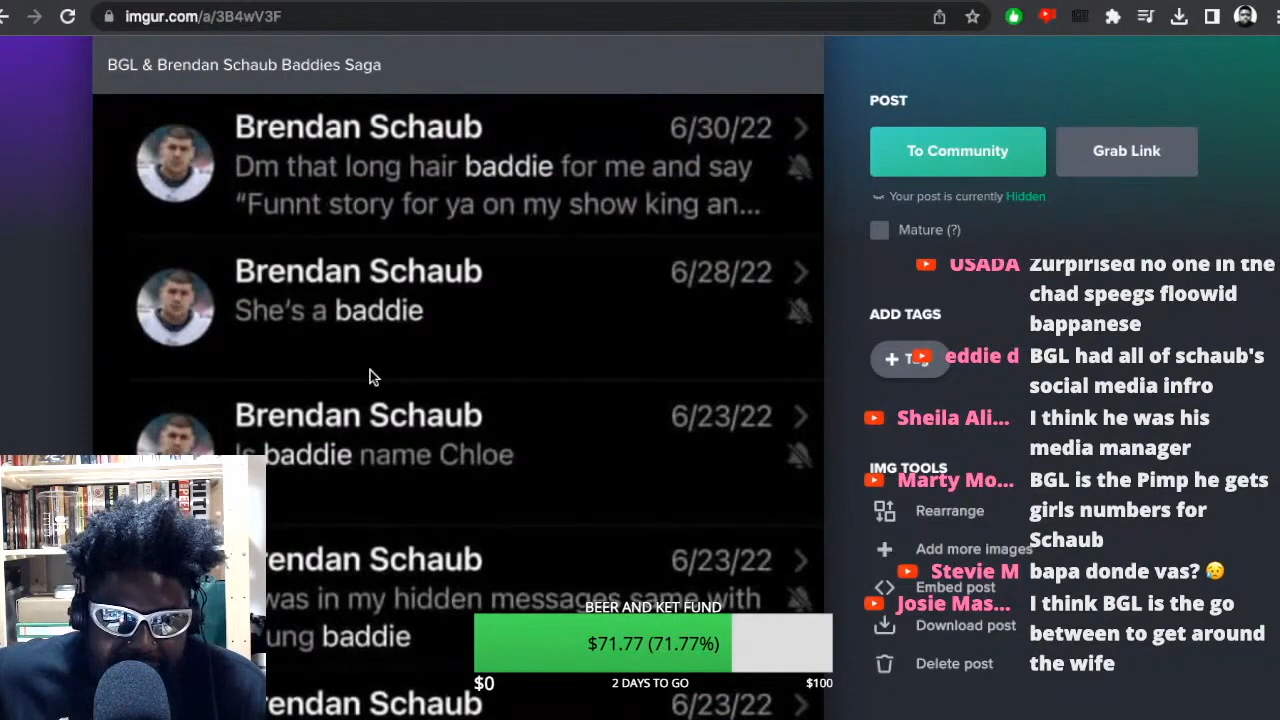 imgur.com/a/3B4wV3F
BGL & Brendan Schaub Baddies Saga
Brendan Schaub 6/30/22
Dm that long hair baddie for me and say
“Funnt story for ya on my show king an...
Brendan Schaub 6/28/22
She's a baddie
Brendan Schaub 6/23/22
Is baddie name Chloe
rendan Schaub 6/23/22
was in my hidden messages same with
ung baddie
rendan Schaub 6/23/22
POST
To Community
Grab Link
Your post is currently Hidden
Mature (?)
ADD TAGS
+
IMG TOOLS
Rearrange
Add more images
Embed post
Download post
Delete post
USADA Zurpirised no one in the
chad speegs floowid
bappanese
eddie d BGL had all of schaub's
social media infro
Sheila Ali... I think he was his
media manager
Marty Mo... BGL is the Pimp he gets
girls numbers for
Schaub
Stevie M bapa donde vas? 😥
Josie Mas... I think BGL is the go
between to get around
the wife
BEER AND KET FUND
$71.77 (71.77%)
$0 2 DAYS TO GO $100